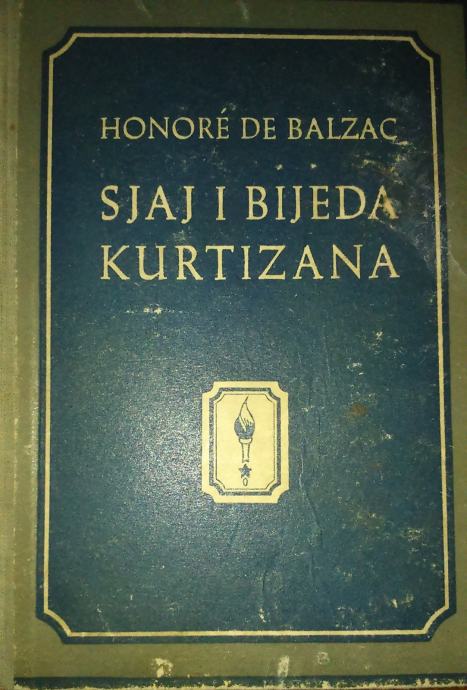 HONORÉ DE BALZAC
SJAJ I BIJEDA
KURTIZANA